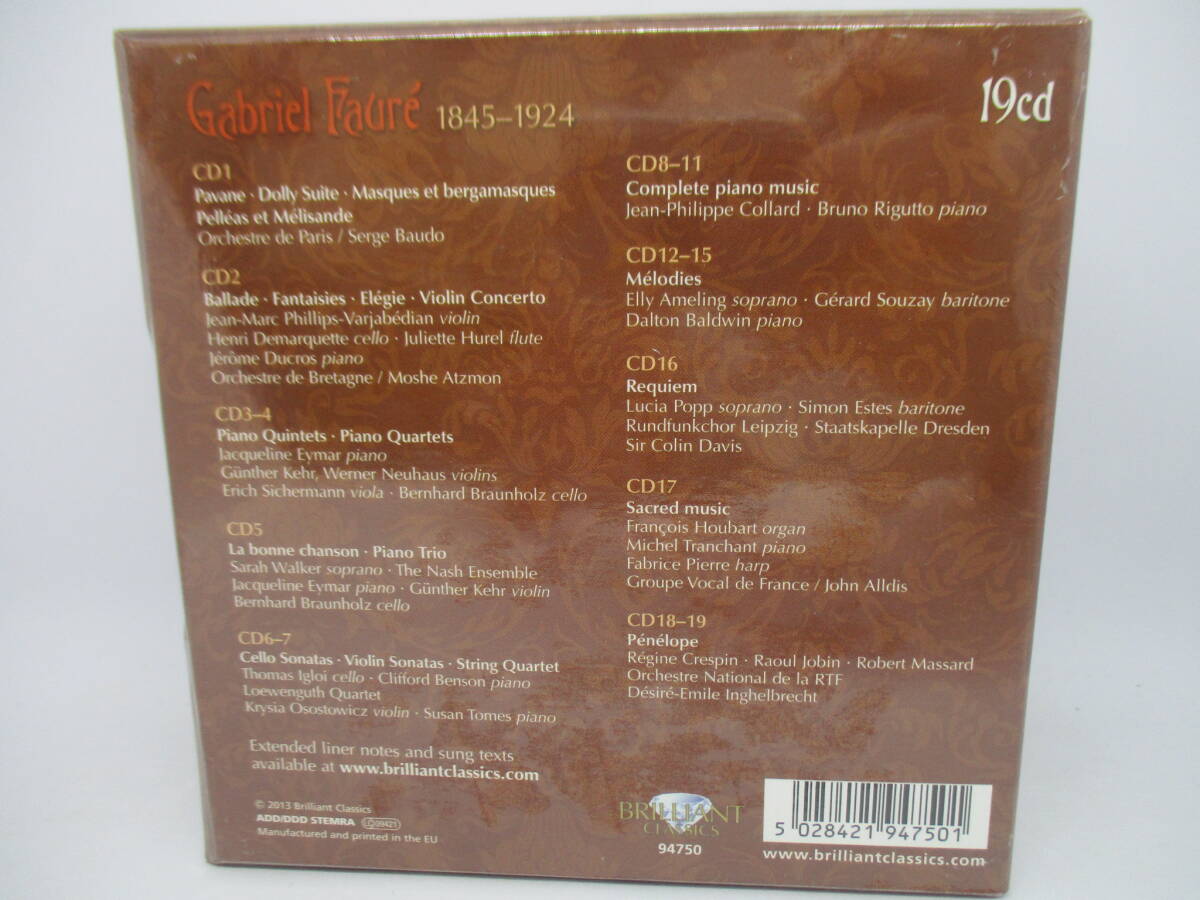 Gabriel Fauré 1845–1924
19cd
CD1
Pavane · Dolly Suite · Masques et bergamasques
Pelléas et Mélisande
Orchestre de Paris / Serge Baudo
CD2
Ballade · Fantaisies · Elégie · Violin Concerto
Jean-Marc Phillips-Varjabédian violin
Henri Demarquette cello · Juliette Hurel flute
Jérôme Ducros piano
Orchestre de Bretagne / Moshe Atzmon
CD3–4
Piano Quintets · Piano Quartets
Jacqueline Eymar piano
Günther Kehr, Werner Neuhaus violins
Erich Sichermann viola · Bernhard Braunholz cello
CD5
La bonne chanson · Piano Trio
Sarah Walker soprano · The Nash Ensemble
Jacqueline Eymar piano · Günther Kehr violin
Bernhard Braunholz cello
CD6–7
Cello Sonatas · Violin Sonatas · String Quartet
Thomas Igloi cello · Clifford Benson piano
Loewenguth Quartet
Krysia Osostowicz violin · Susan Tomes piano
Extended liner notes and sung texts
available at www.brilliantclassics.com
© 2013 Brilliant Classics
ADD/DDD STEMRA LC 09421
Manufactured and printed in the EU
CD8–11
Complete piano music
Jean-Philippe Collard · Bruno Rigutto piano
CD12–15
Mélodies
Elly Ameling soprano · Gérard Souzay baritone
Dalton Baldwin piano
CD16
Requiem
Lucia Popp soprano · Simon Estes baritone
Rundfunkchor Leipzig · Staatskapelle Dresden
Sir Colin Davis
CD17
Sacred music
François Houbart organ
Michel Tranchant piano
Fabrice Pierre harp
Groupe Vocal de France / John Alldis
CD18–19
Pénélope
Régine Crespin · Raoul Jobin · Robert Massard
Orchestre National de la RTF
Désiré-Emile Inghelbrecht
BRILLIANT
CLASSICS
94750
5 028421 947501
www.brilliantclassics.com